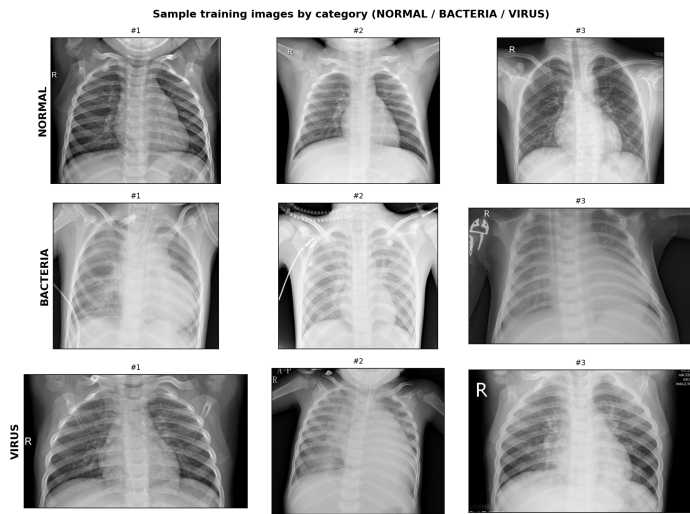 Sample training images by category (NORMAL / BACTERIA / VIRUS)
#1
#2
#3
NORMAL
R
R
R
#1
#2
#3
BACTERIA
R
R
#1
#2
#3
VIRUS
R
A-P
R
R